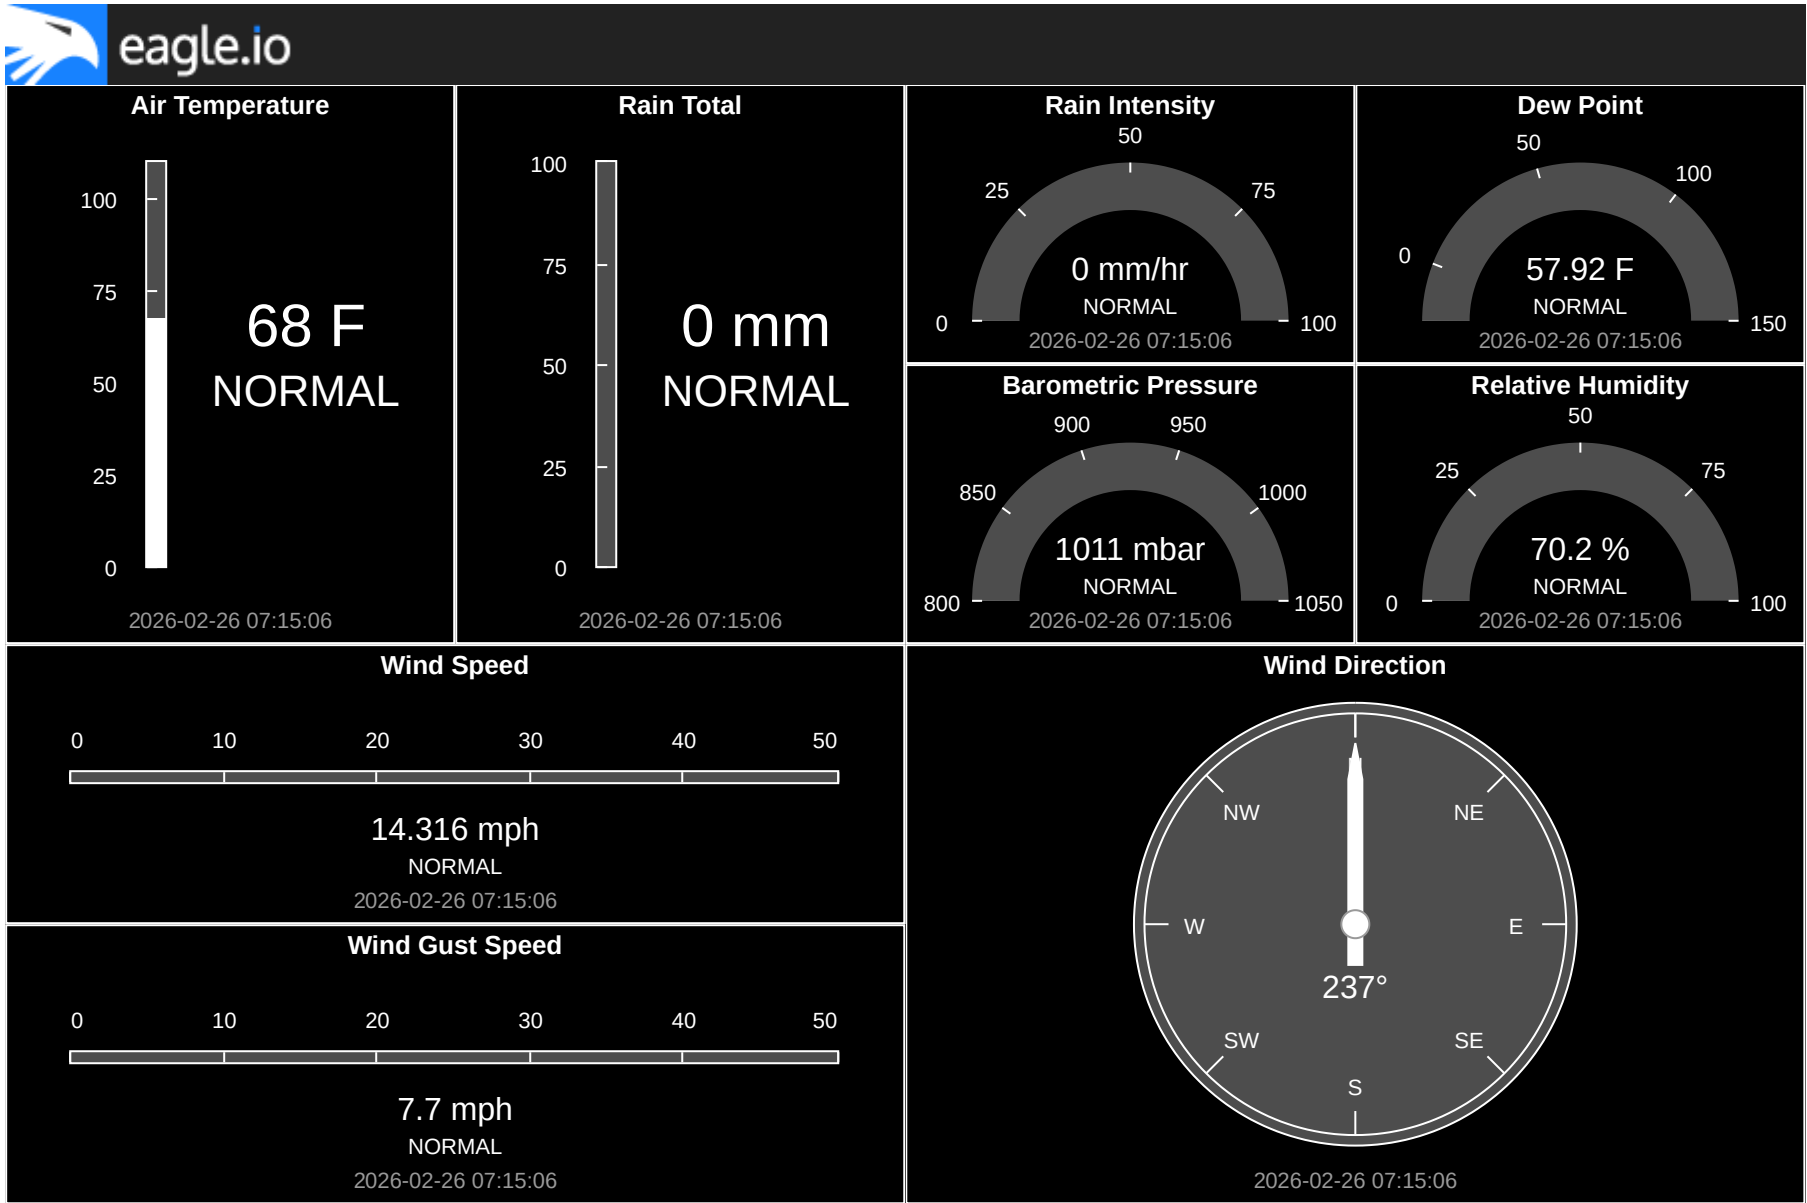 eagle.io
Air Temperature
100
75
50
25
0
68 F
NORMAL
2026-02-26 07:15:06
Rain Total
100
75
50
25
0
0 mm
NORMAL
2026-02-26 07:15:06
Rain Intensity
0
25
50
75
100
0 mm/hr
NORMAL
2026-02-26 07:15:06
Dew Point
0
50
100
150
57.92 F
NORMAL
2026-02-26 07:15:06
Barometric Pressure
800
850
900
950
1000
1050
1011 mbar
NORMAL
2026-02-26 07:15:06
Relative Humidity
0
25
50
75
100
70.2 %
NORMAL
2026-02-26 07:15:06
Wind Speed
0 10 20 30 40 50
14.316 mph
NORMAL
2026-02-26 07:15:06
Wind Gust Speed
0 10 20 30 40 50
7.7 mph
NORMAL
2026-02-26 07:15:06
Wind Direction
NW NE
W E
237°
SW SE
S
2026-02-26 07:15:06